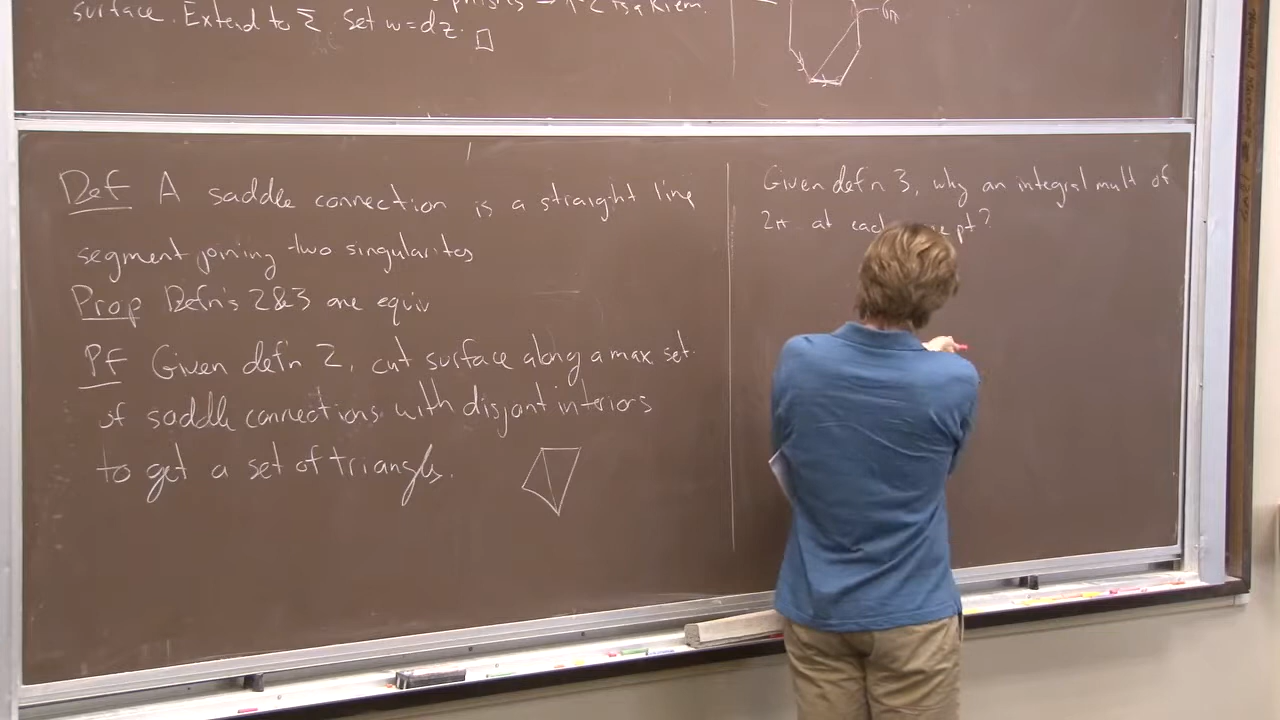 surface. Extend to Σ. Set w = dz. □
Def A saddle connection is a straight line
segment joining two singularites
Prop Defn's 2&3 are equiv
Pf Given defn 2, cut surface along a max set
of saddle connections with disjoint interiors
to get a set of triangles.
Given defn 3, why an integral mult of
2π at each pt?